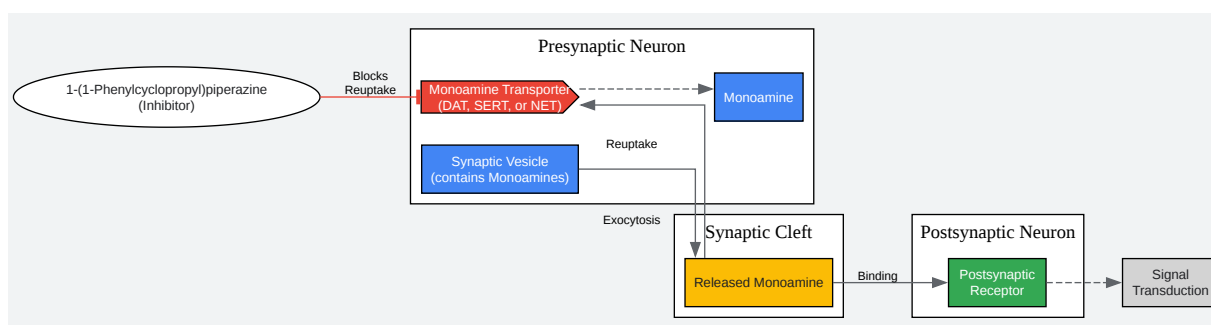 Presynaptic Neuron
1-(1-Phenylcyclopropyl)piperazine
(Inhibitor)
Blocks
Reuptake
Monoamine Transporter
(DAT, SERT, or NET)
Monoamine
Reuptake
Synaptic Vesicle
(contains Monoamines)
Exocytosis
Synaptic Cleft
Released Monoamine
Binding
Postsynaptic Neuron
Postsynaptic
Receptor
Signal
Transduction